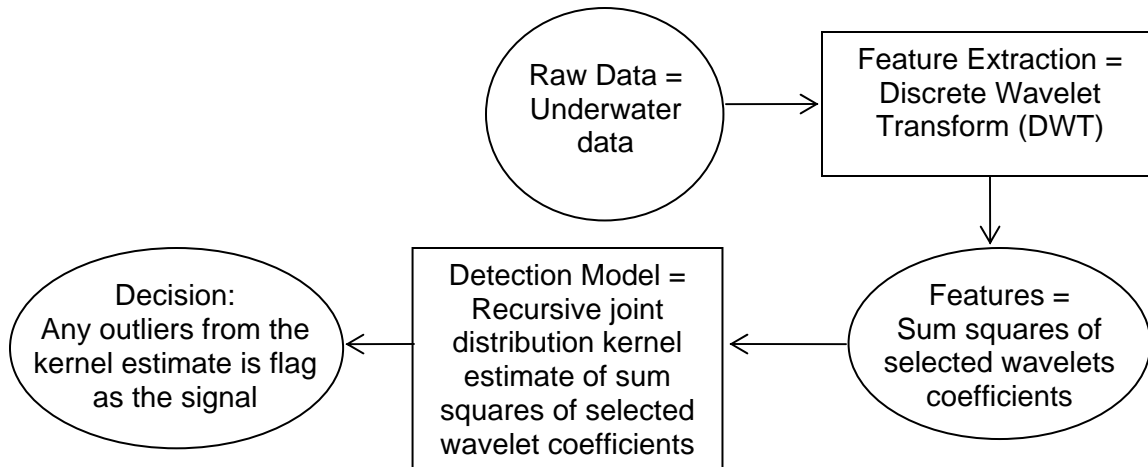 Raw Data =
Underwater
data
Feature Extraction =
Discrete Wavelet
Transform (DWT)
Features =
Sum squares of
selected wavelets
coefficients
Detection Model =
Recursive joint
distribution kernel
estimate of sum
squares of selected
wavelet coefficients
Decision:
Any outliers from the
kernel estimate is flag
as the signal